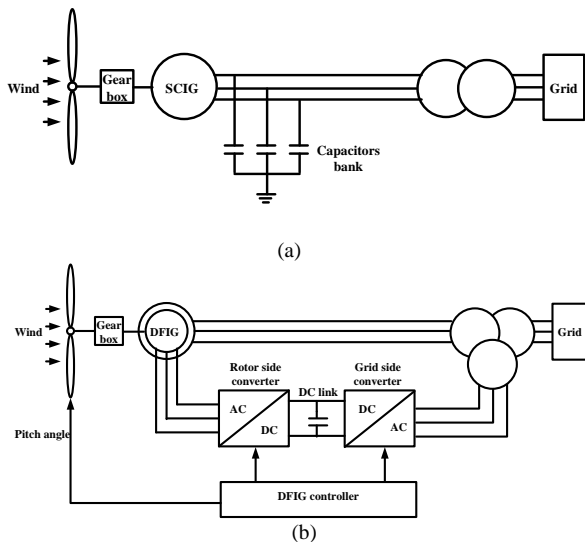 Wind
Gear
box
SCIG
Grid
Capacitors
bank
(a)
Wind
Gear
box
DFIG
Grid
Rotor side
converter
DC link
Grid side
converter
AC
DC
DC
AC
Pitch angle
DFIG controller
(b)